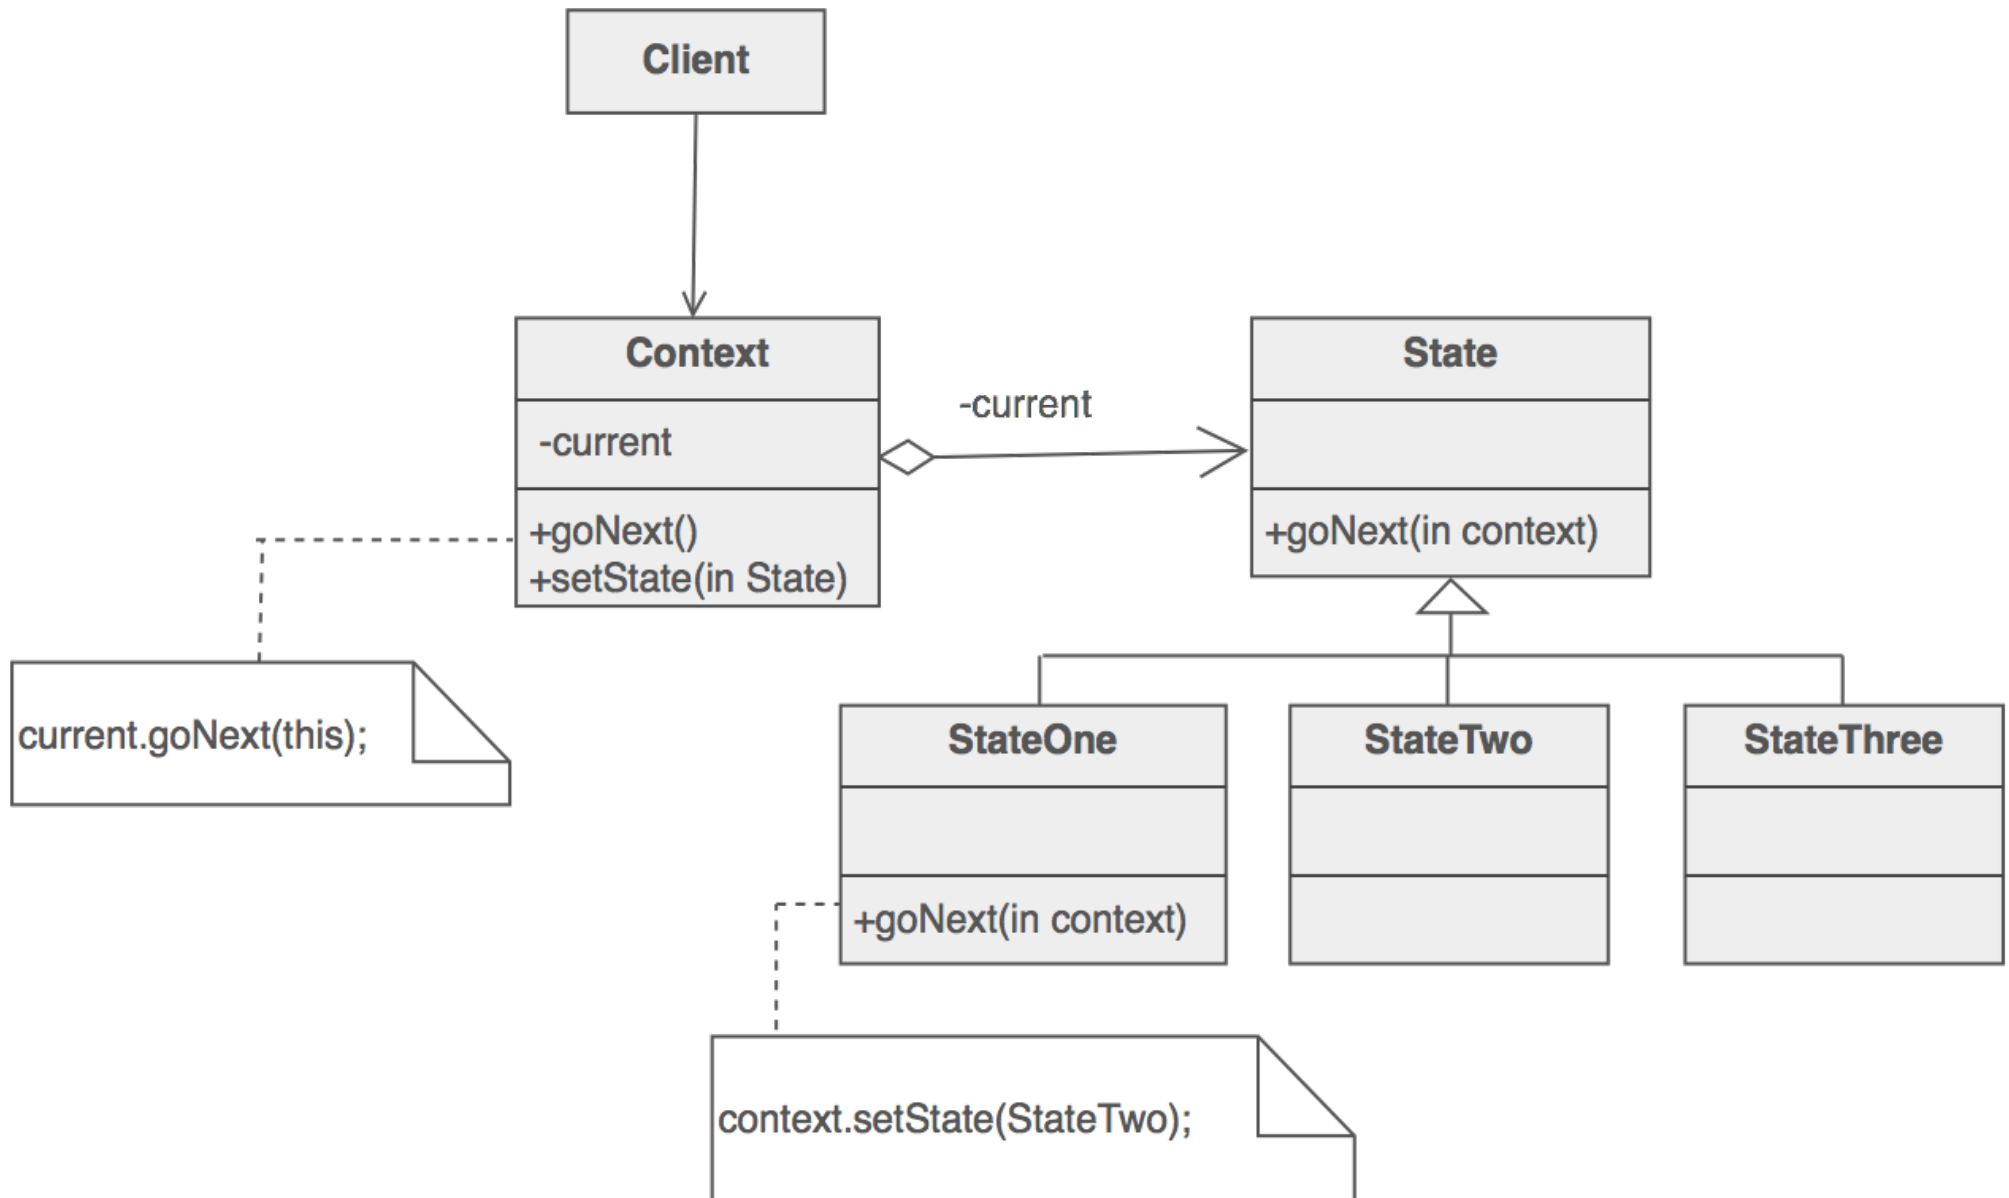 Client
Context
-current
+goNext()
+setState(in State)
-current
State
+goNext(in context)
current.goNext(this);
StateOne
+goNext(in context)
StateTwo
StateThree
context.setState(StateTwo);